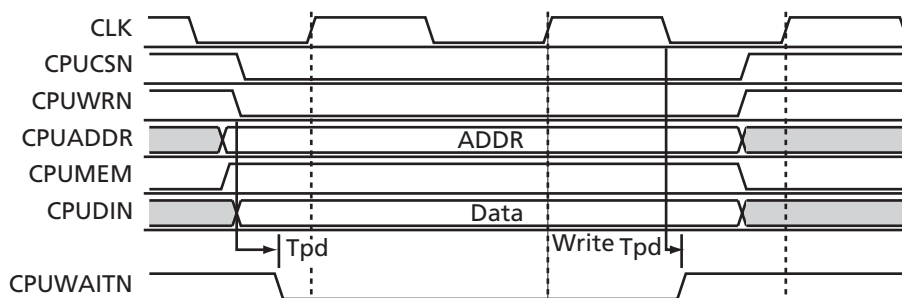 CLK
CPUCSN
CPUWRN
CPUADDR ADDR
CPUMEM
CPUDIN Data
Tpd Write Tpd
CPUWAITN